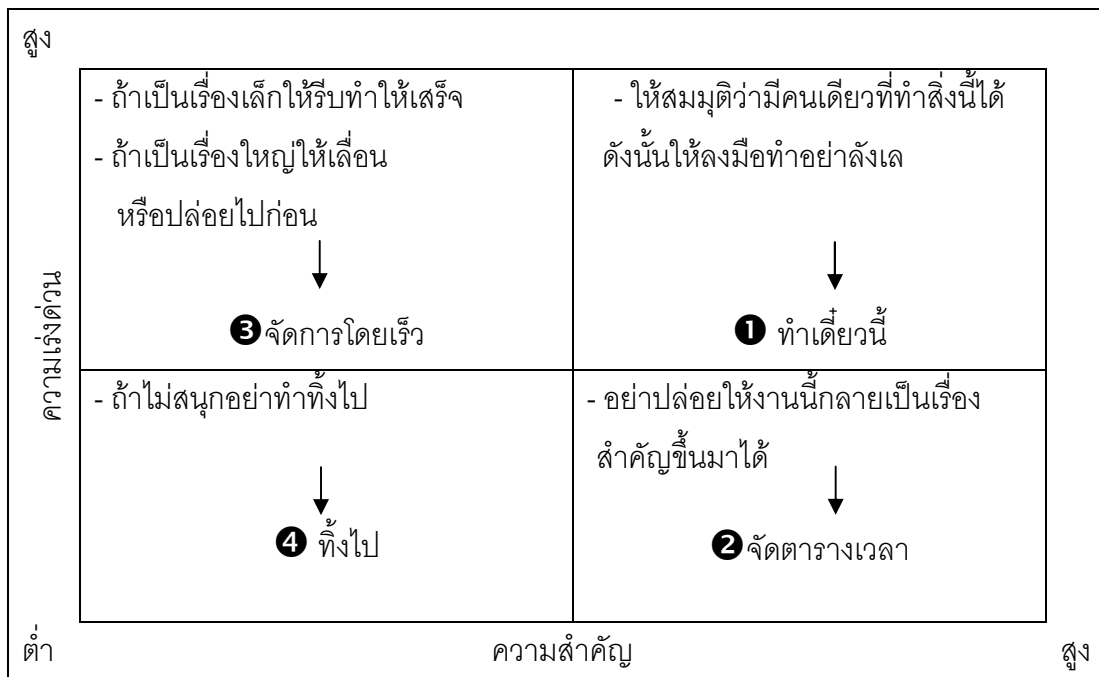 สูง
- ถ้าเป็นเรื่องเล็กให้รีบทำให้เสร็จ
- ถ้าเป็นเรื่องใหญ่ให้เลื่อน
หรือปล่อยไปก่อน
❸จัดการโดยเร็ว
- ให้สมมุติว่ามีคนเดียวที่ทำสิ่งนี้ได้
ดังนั้นให้ลงมือทำอย่าลังเล
❶ ทำเดี๋ยวนี้
ความเร่งด่วน
- ถ้าไม่สนุกอย่าทำทิ้งไป
❹ ทิ้งไป
- อย่าปล่อยให้งานนี้กลายเป็นเรื่อง
สำคัญขึ้นมาได้
❷จัดตารางเวลา
ต่ำ
ความสำคัญ
สูง